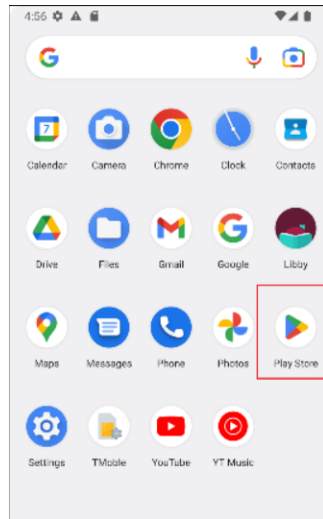 4:56
Calendar Camera Chrome Clock Contacts
Drive Files Gmail Google Libby
Maps Messages Phone Photos Play Store
Settings TMoble YouTube YT Music